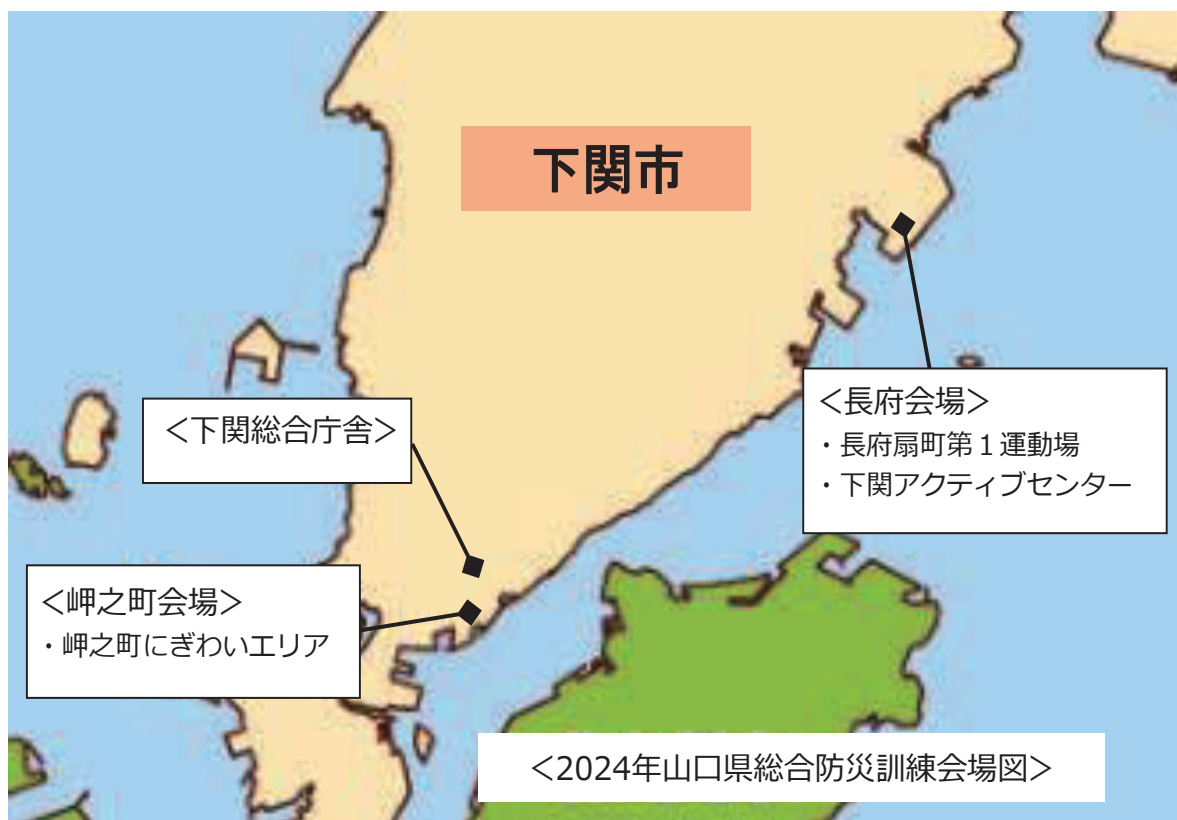 下関市
＜長府会場＞
・長府扇町第１運動場
・下関アクティブセンター
＜下関総合庁舎＞
＜岬之町会場＞
・岬之町にぎわいエリア
＜2024年山口県総合防災訓練会場図＞